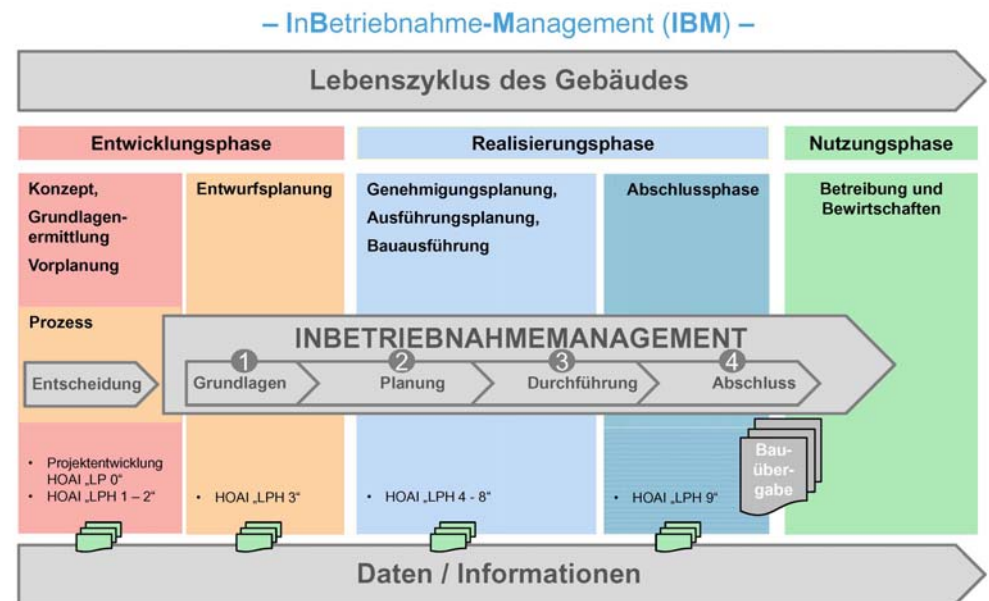 – InBetriebnahme-Management (IBM) –
Lebenszyklus des Gebäudes
Entwicklungsphase
Realisierungsphase
Nutzungsphase
Konzept,
Grundlagen-
ermittlung
Vorplanung
Entwurfsplanung
Genehmigungsplanung,
Ausführungsplanung,
Bauausführung
Abschlussphase
Betreibung und
Bewirtschaften
Prozess
INBETRIEBNAHMEMANAGEMENT
1
2
3
4
Entscheidung
Grundlagen
Planung
Durchführung
Abschluss
• Projektentwicklung
HOAI „LP 0“
• HOAI „LPH 1 – 2“
• HOAI „LPH 3“
• HOAI „LPH 4 - 8“
• HOAI „LPH 9“
Bau-
über-
gabe
Daten / Informationen